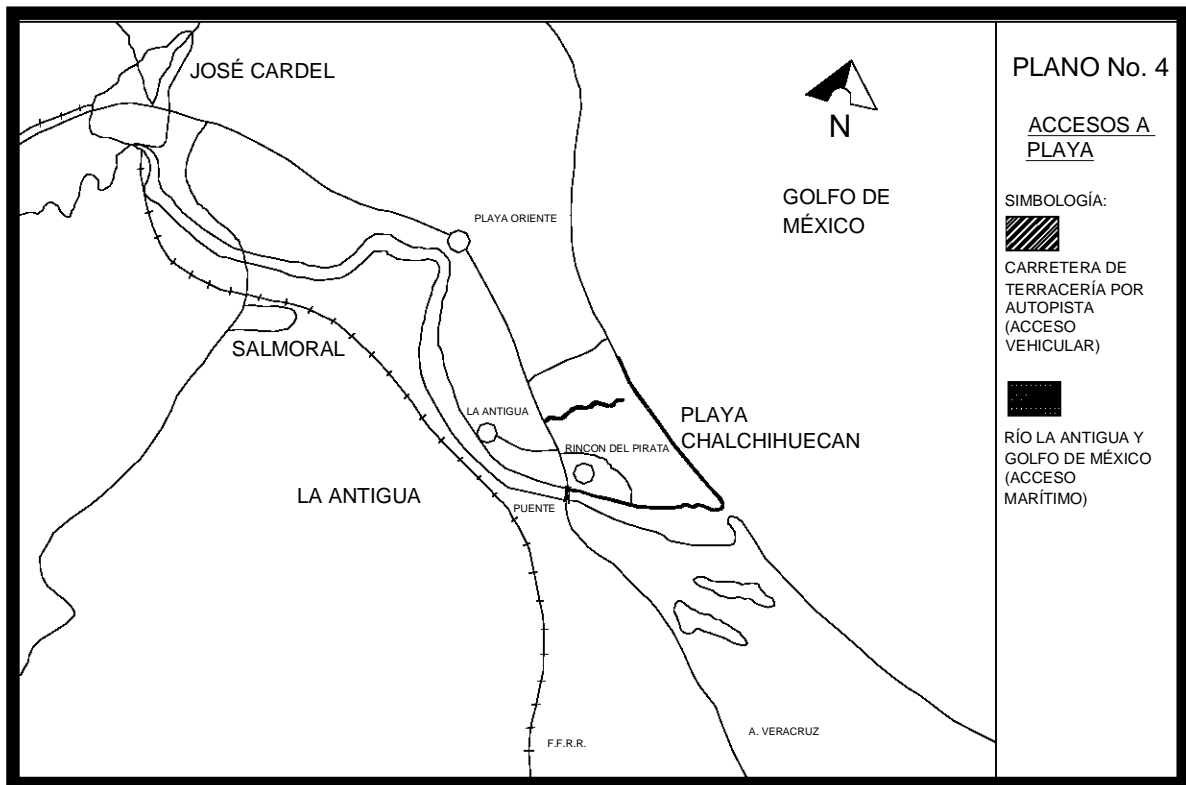 JOSÉ CARDEL
N
GOLFO DE
MÉXICO
PLAYA ORIENTE
SALMORAL
LA ANTIGUA
RINCON DEL PIRATA
PLAYA
CHALCHIHUECAN
LA ANTIGUA
PUENTE
A. VERACRUZ
F.F.R.R.
PLANO No. 4
ACCESOS A
PLAYA
SIMBOLOGÍA:
CARRETERA DE
TERRACERÍA POR
AUTOPISTA
(ACCESO
VEHICULAR)
RÍO LA ANTIGUA Y
GOLFO DE MÉXICO
(ACCESO
MARÍTIMO)